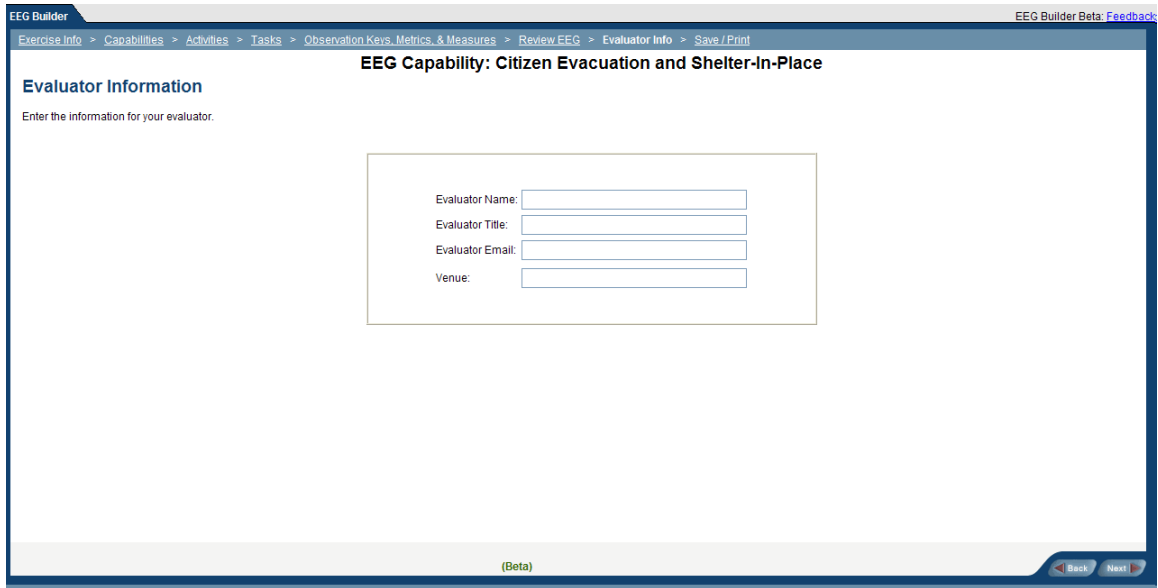 EEG Builder
EEG Builder Beta: Feedback
Exercise Info > Capabilities > Activities > Tasks > Observation Keys, Metrics, & Measures > Review EEG > Evaluator Info > Save / Print
EEG Capability: Citizen Evacuation and Shelter-In-Place
Evaluator Information
Enter the information for your evaluator.
Evaluator Name:
Evaluator Title:
Evaluator Email:
Venue:
(Beta)
Back Next